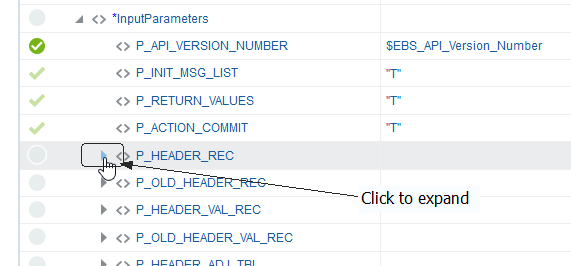 *InputParameters
P_API_VERSION_NUMBER $EBS_API_Version_Number
P_INIT_MSG_LIST "T"
P_RETURN_VALUES "T"
P_ACTION_COMMIT "T"
P_HEADER_REC
P_OLD_HEADER_REC
Click to expand
P_HEADER_VAL_REC
P_OLD_HEADER_VAL_REC
P_HEADER_ADJ_TBL